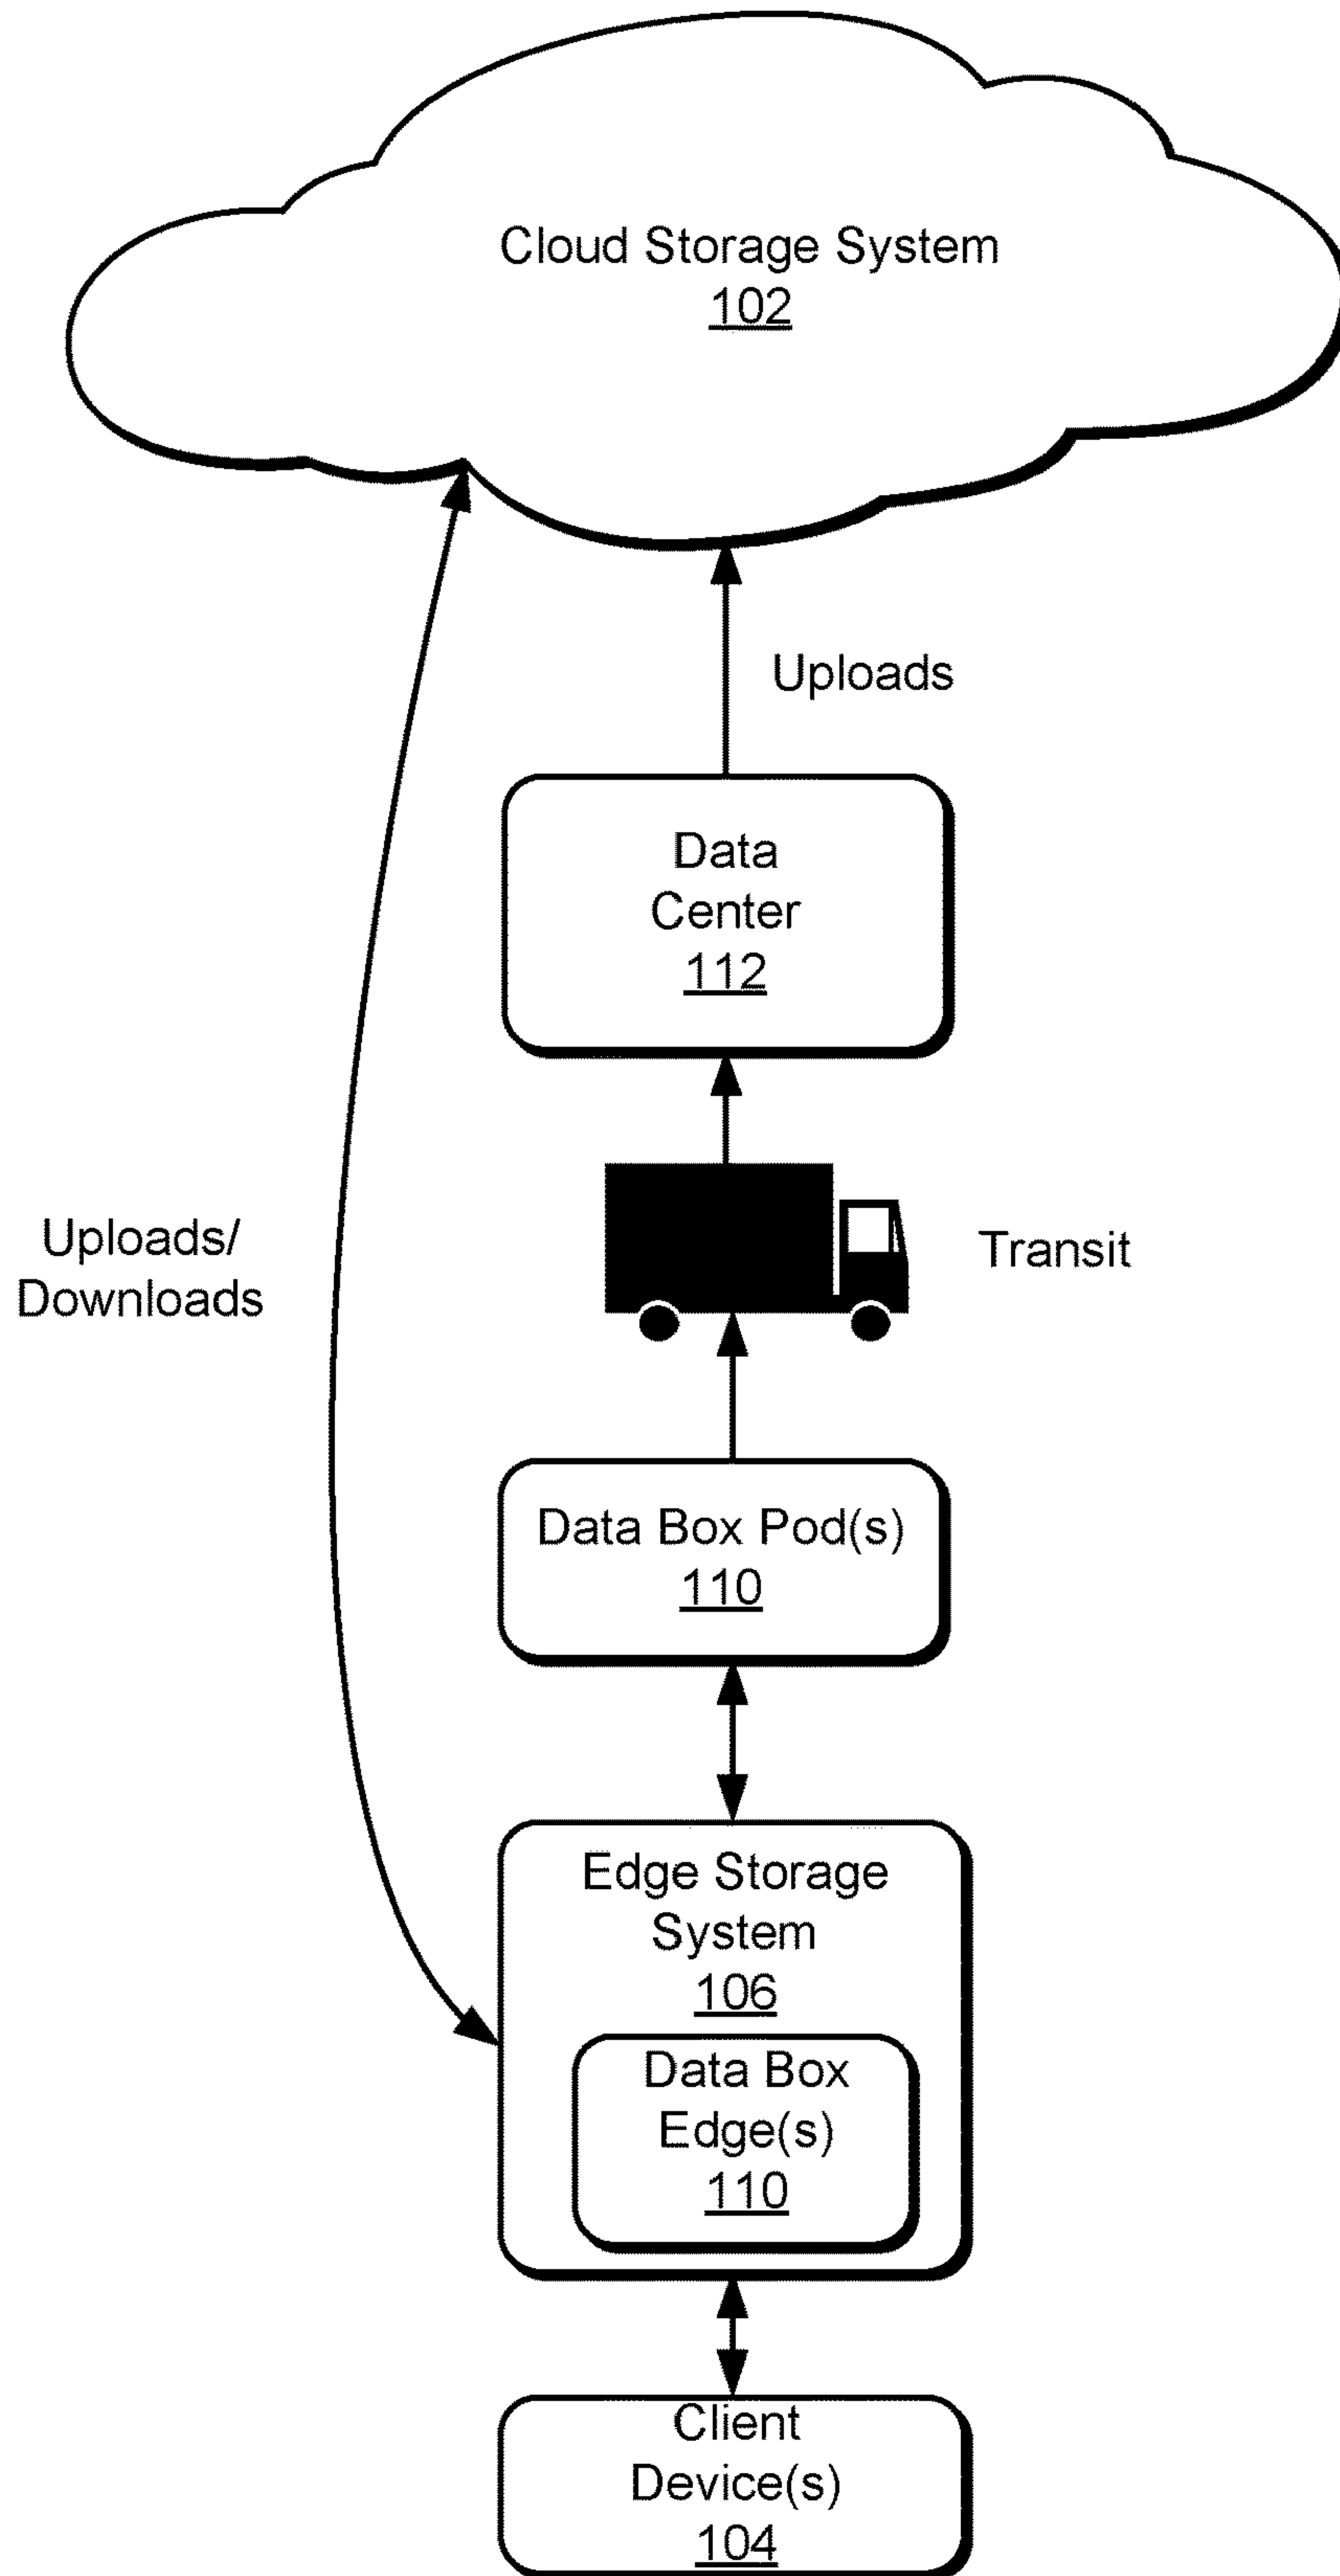 Cloud Storage System
102
Uploads
Data
Center
112
Uploads/
Downloads
Transit
Data Box Pod(s)
110
Edge Storage
System
106
Data Box
Edge(s)
110
Client
Device(s)
104